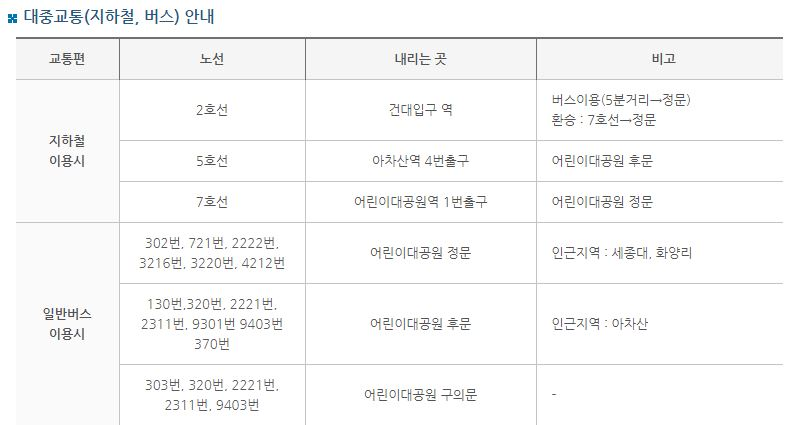 대중교통(지하철, 버스) 안내
교통편 노선 내리는 곳 비고
지하철
이용시
2호선 건대입구 역
버스이용(5분거리→정문)
환승 : 7호선→정문
5호선 아차산역 4번출구 어린이대공원 후문
7호선 어린이대공원역 1번출구 어린이대공원 정문
일반버스
이용시
302번, 721번, 2222번,
3216번, 3220번, 4212번
어린이대공원 정문 인근지역 : 세종대, 화양리
130번,320번, 2221번,
2311번, 9301번 9403번
370번
어린이대공원 후문 인근지역 : 아차산
303번, 320번, 2221번,
2311번, 9403번
어린이대공원 구의문 -